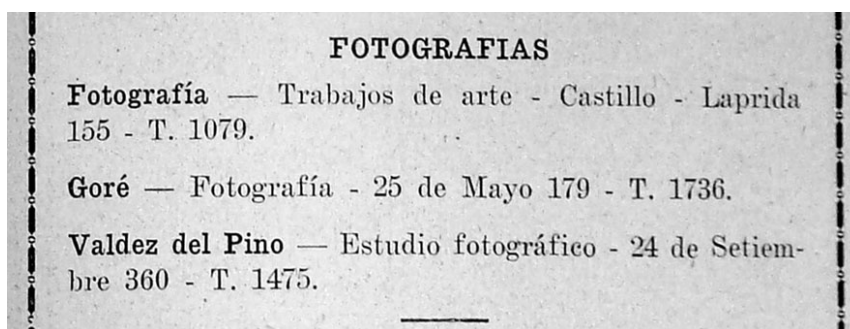 FOTOGRAFIAS
Fotografía — Trabajos de arte - Castillo - Laprida
155 - T. 1079.
Goré — Fotografía - 25 de Mayo 179 - T. 1736.
Valdez del Pino — Estudio fotográfico - 24 de Setiem-
bre 360 - T. 1475.